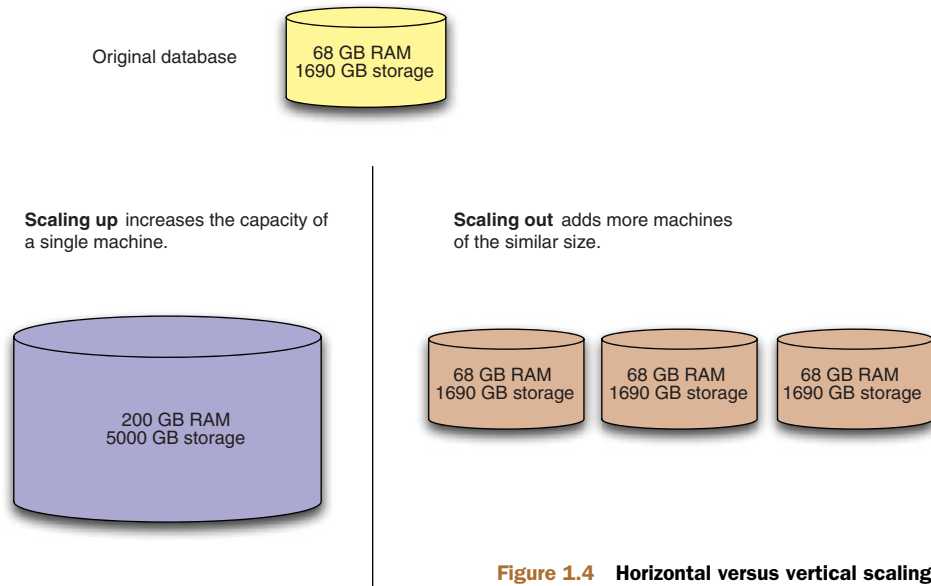 Original database
68 GB RAM
1690 GB storage
Scaling up increases the capacity of
a single machine.
Scaling out adds more machines
of the similar size.
200 GB RAM
5000 GB storage
68 GB RAM
1690 GB storage
68 GB RAM
1690 GB storage
68 GB RAM
1690 GB storage
Figure 1.4 Horizontal versus vertical scaling